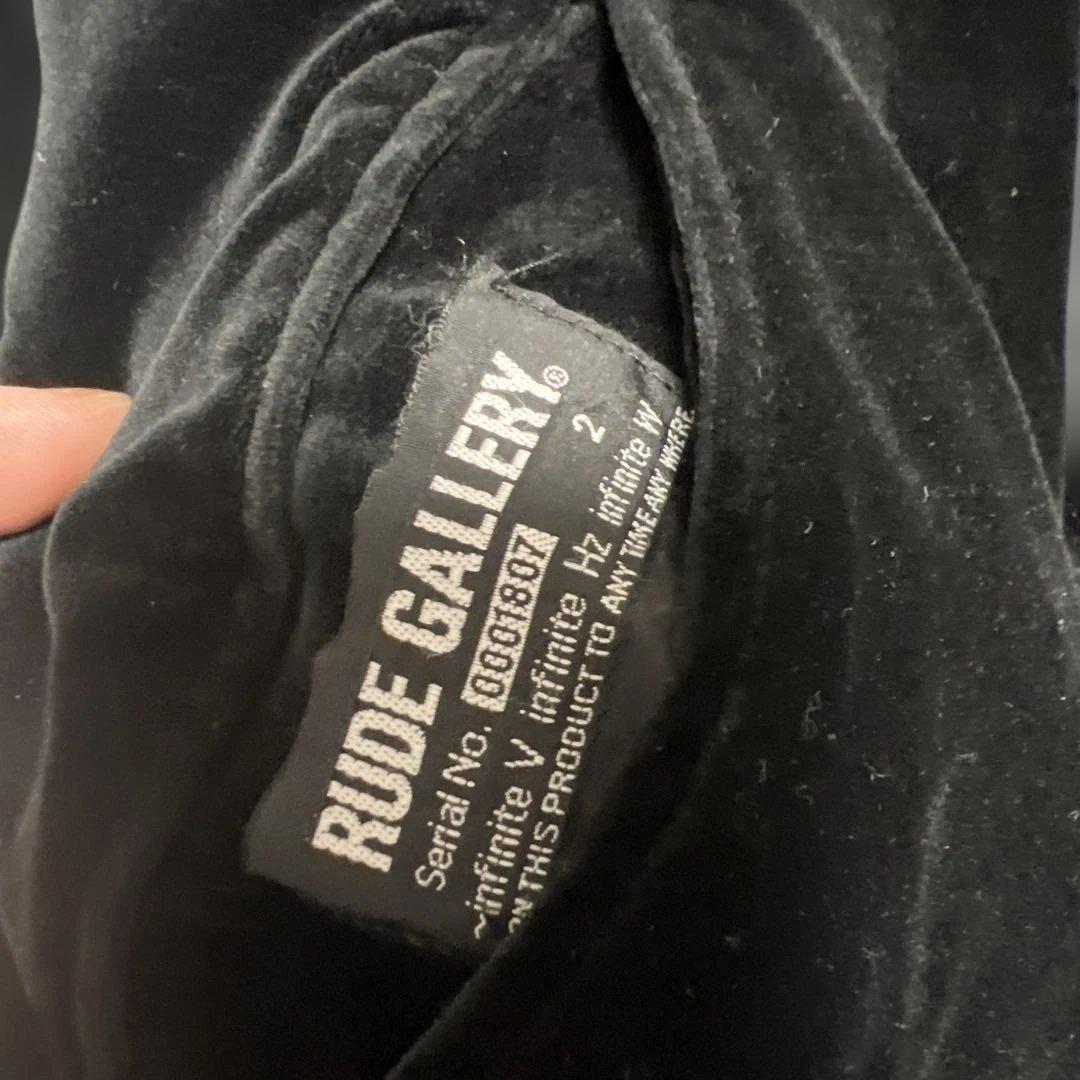 RUDE GALLERY®
Serial No. 0001807 2
~infinite V infinite Hz infinite W
ON THIS PRODUCT TO ANY TIME ANY WHERE